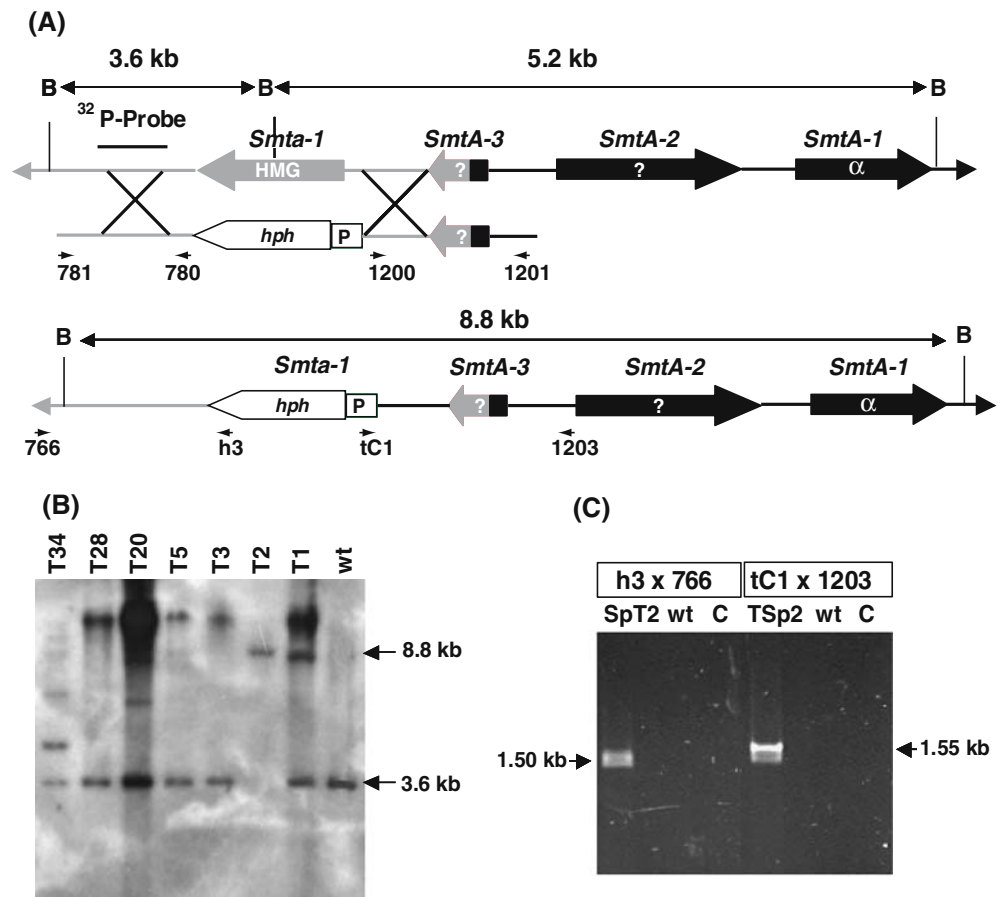 (A)
3.6 kb 5.2 kb
B B B
32 P-Probe
Smta-1 SmtA-3 SmtA-2 SmtA-1
HMG ? ? α
hph P ?
781 780 1200 1201
8.8 kb
B B
Smta-1 SmtA-3 SmtA-2 SmtA-1
hph P ? ? α
766 h3 tC1 1203
(B)
T34 T28 T20 T5 T3 T2 T1 wt
8.8 kb
3.6 kb
(C)
h3 x 766 tC1 x 1203
SpT2 wt C TSp2 wt C
1.50 kb 1.55 kb